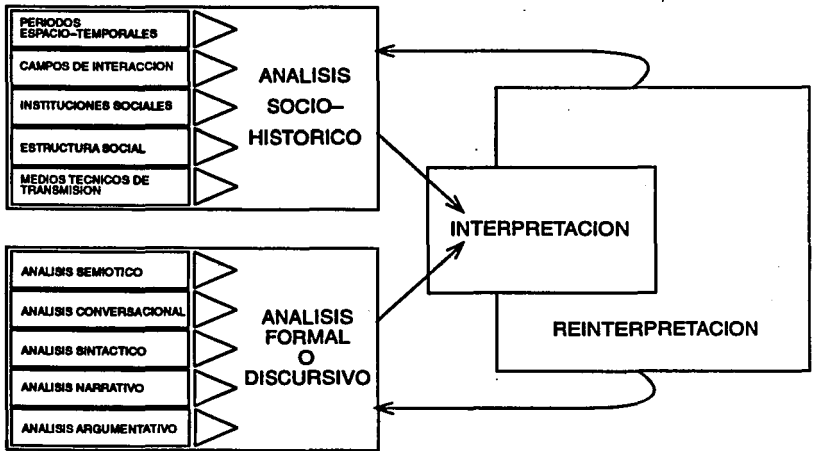 PERIODOS
ESPACIO-TEMPORALES
CAMPOS DE INTERACCION
INSTITUCIONES SOCIALES
ESTRUCTURA SOCIAL
MEDIOS TECNICOS DE
TRANSMISION
ANALISIS
SOCIO-
HISTORICO
INTERPRETACION
REINTERPRETACION
ANALISIS SEMIOTICO
ANALISIS CONVERSACIONAL
ANALISIS SINTACTICO
ANALISIS NARRATIVO
ANALISIS ARGUMENTATIVO
ANALISIS
FORMAL
O
DISCURSIVO